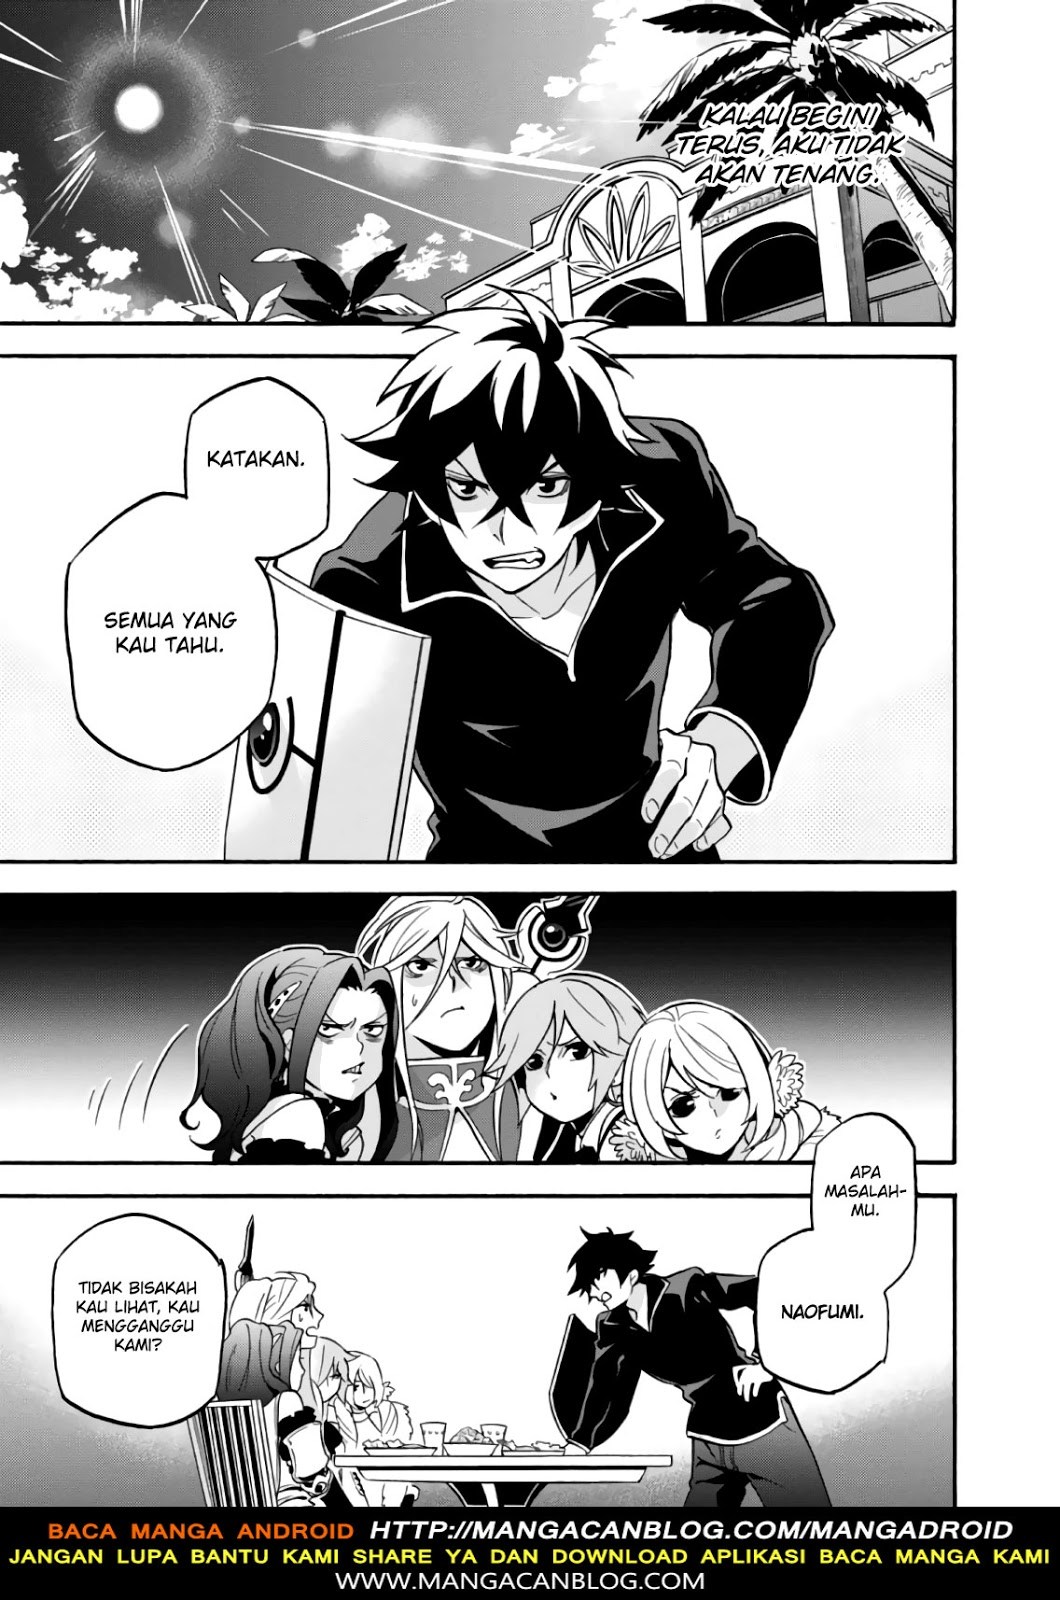 KALAU BEGINI
TERUS, AKU TIDAK
AKAN TENANG.
KATAKAN.
SEMUA YANG
KAU TAHU.
APA
MASALAH-
MU.
NAOFUMI.
TIDAK BISAKAH
KAU LIHAT, KAU
MENGGANGGU
KAMI?
BACA MANGA ANDROID HTTP://MANGACANBLOG.COM/MANGADROID
JANGAN LUPA BANTU KAMI SHARE YA DAN DOWNLOAD APLIKASI BACA MANGA KAMI
WWW.MANGACANBLOG.COM